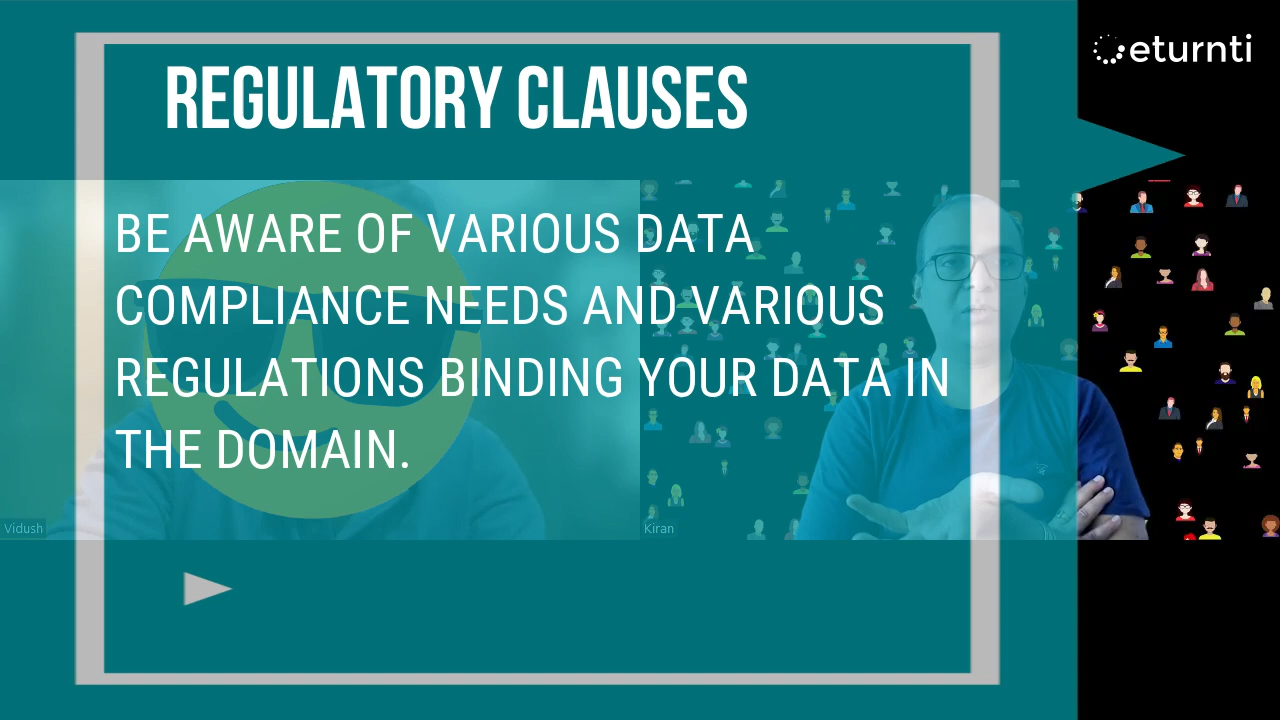 eturnti
REGULATORY CLAUSES
BE AWARE OF VARIOUS DATA
COMPLIANCE NEEDS AND VARIOUS
REGULATIONS BINDING YOUR DATA IN
THE DOMAIN.
Vidush
Kiran